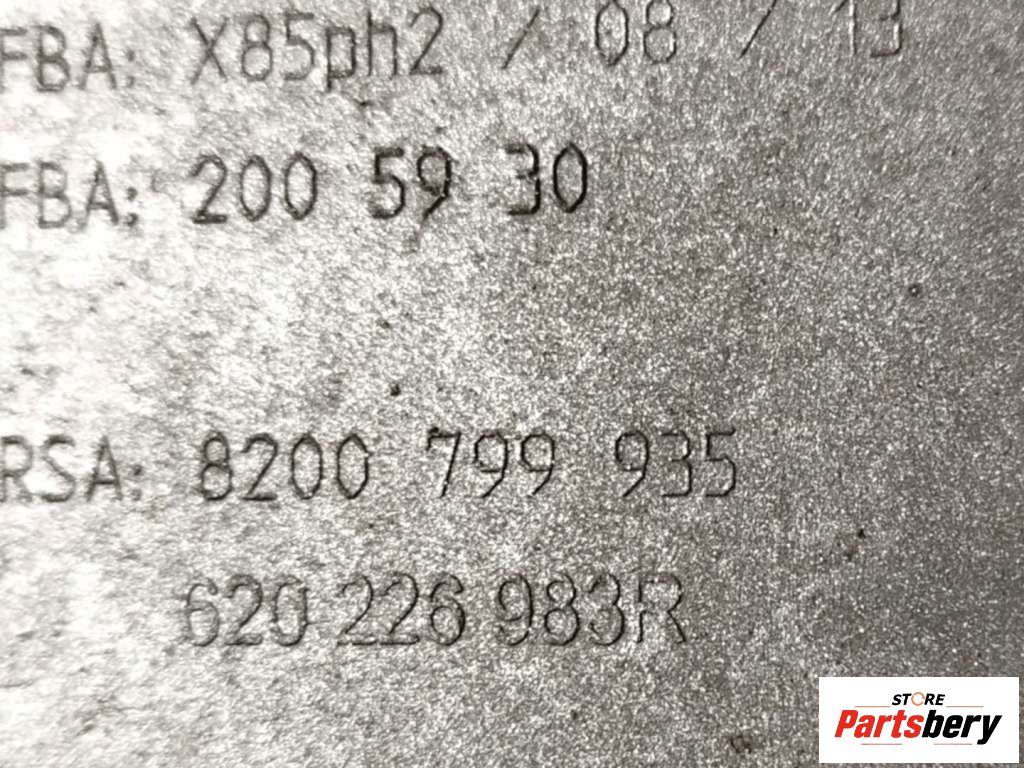 FBA: X85ph2 / 08 / 13
FBA: 200 59 30
RSA: 8200 799 935
620 226 983R
STORE
Partsbery